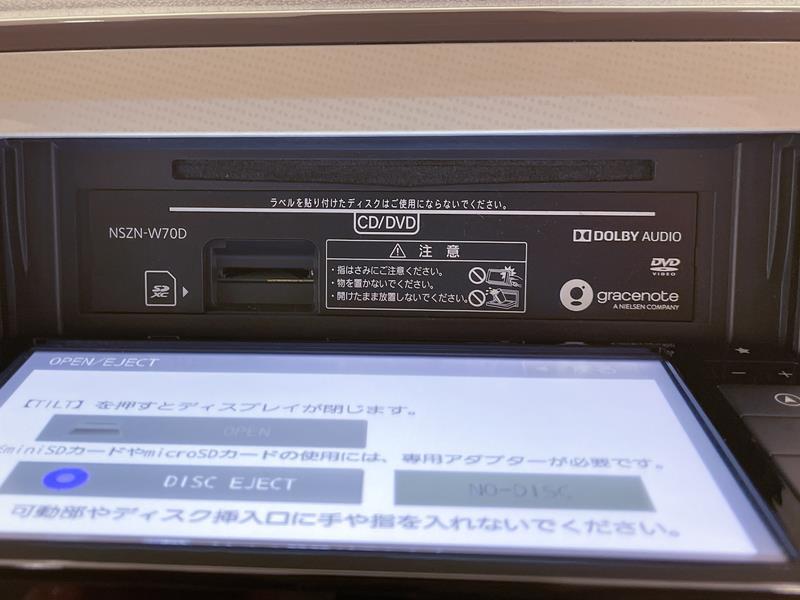 ラベルを貼り付けたディスクはご使用にならないでください。
CD/DVD
NSZN-W70D
DOLBY AUDIO
注 意
・指はさみにご注意ください。
・物を置かないでください。
・開けたまま放置しないでください。
SD
XC
DVD
VIDEO
gracenote
A NIELSEN COMPANY
OPEN/EJECT
【TILT】を押すとディスプレイが閉じます。
OPEN
miniSDカードやmicroSDカードの使用には、専用アダプターが必要です。
DISC EJECT
NO-DISC
可動部やディスク挿入口に手や指を入れないでください。